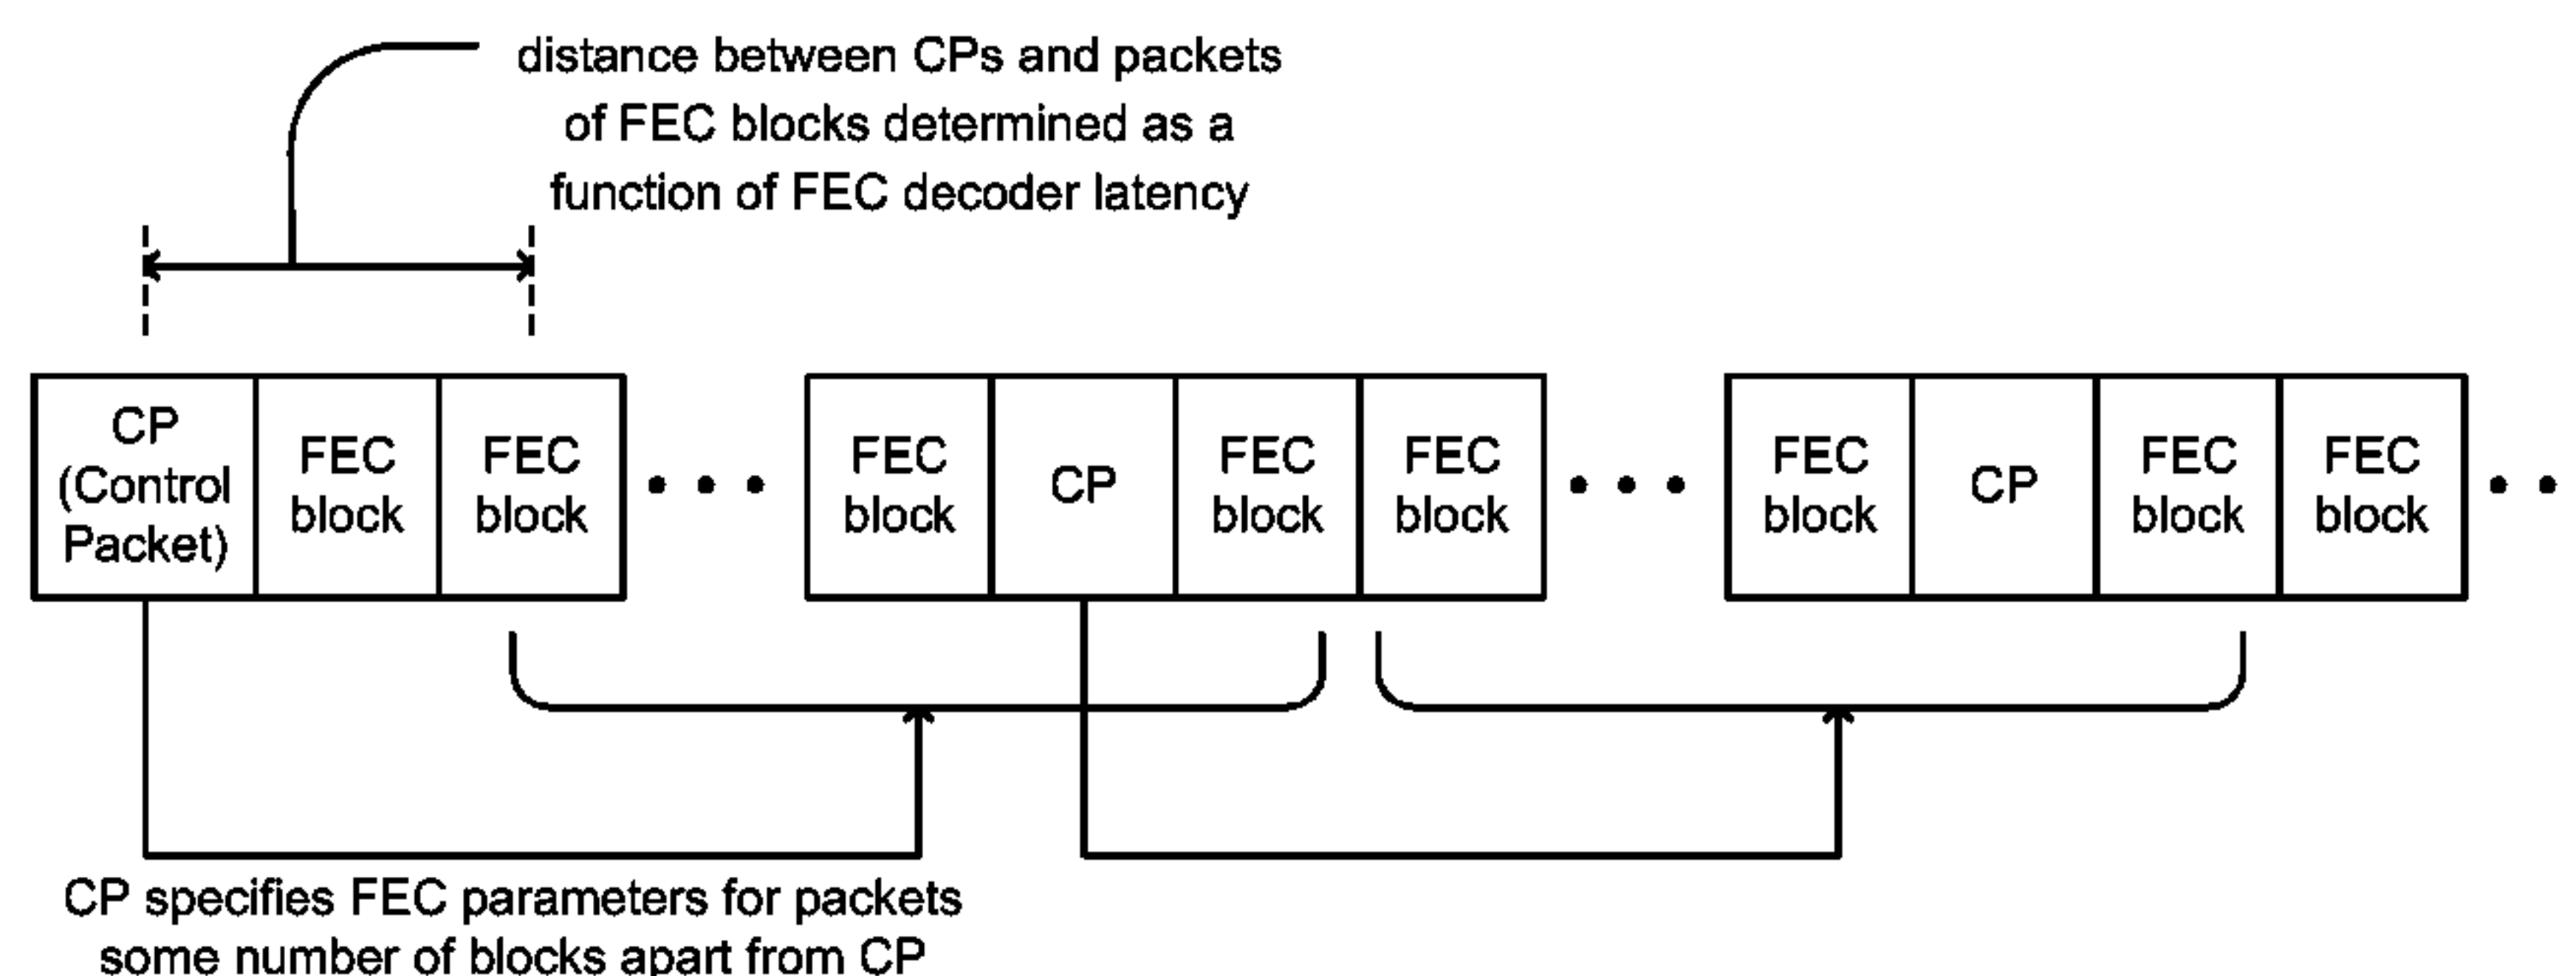 distance between CPs and packets
of FEC blocks determined as a
function of FEC decoder latency
CP
(Control
Packet)
FEC
block
FEC
block
FEC
block
CP
FEC
block
FEC
block
FEC
block
CP
FEC
block
FEC
block
CP specifies FEC parameters for packets
some number of blocks apart from CP